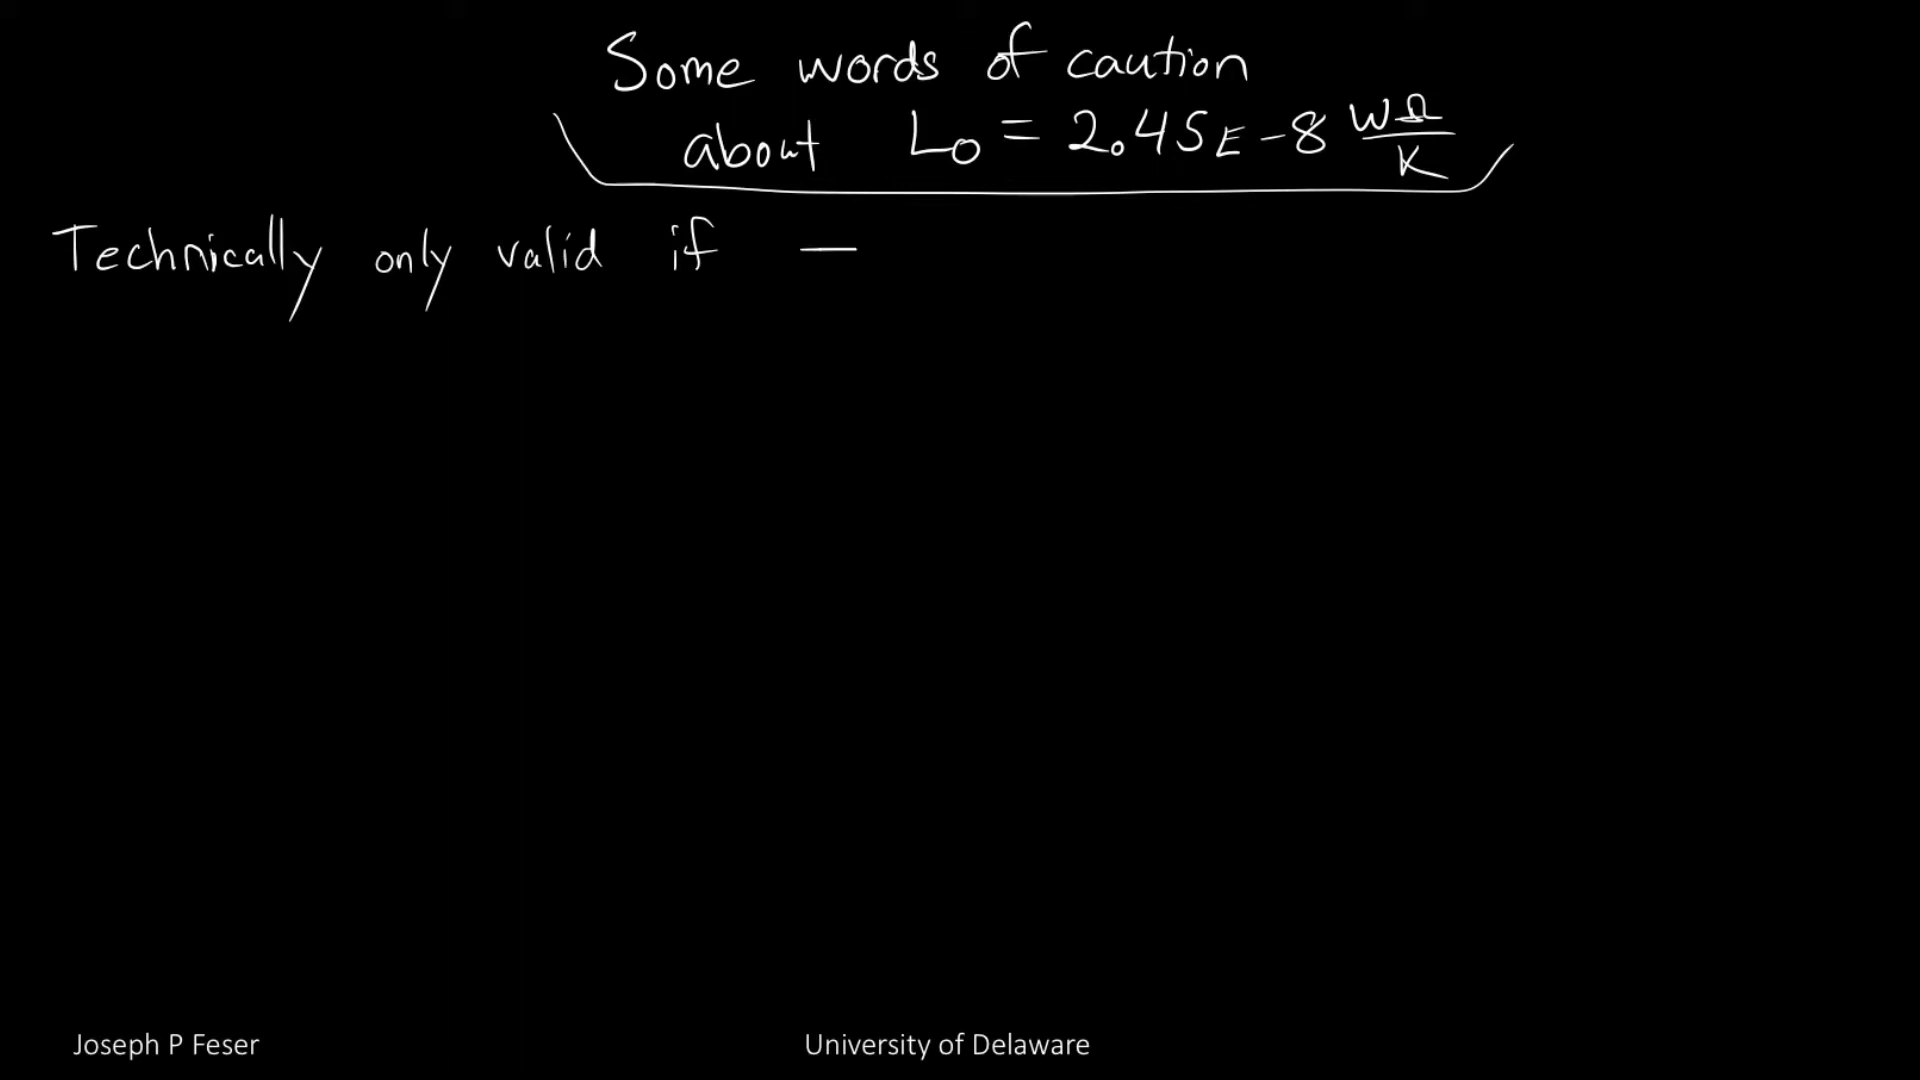 Some words of caution
about L₀ = 2.45E-8 WΩ/K
Technically only valid if —
Joseph P Feser
University of Delaware